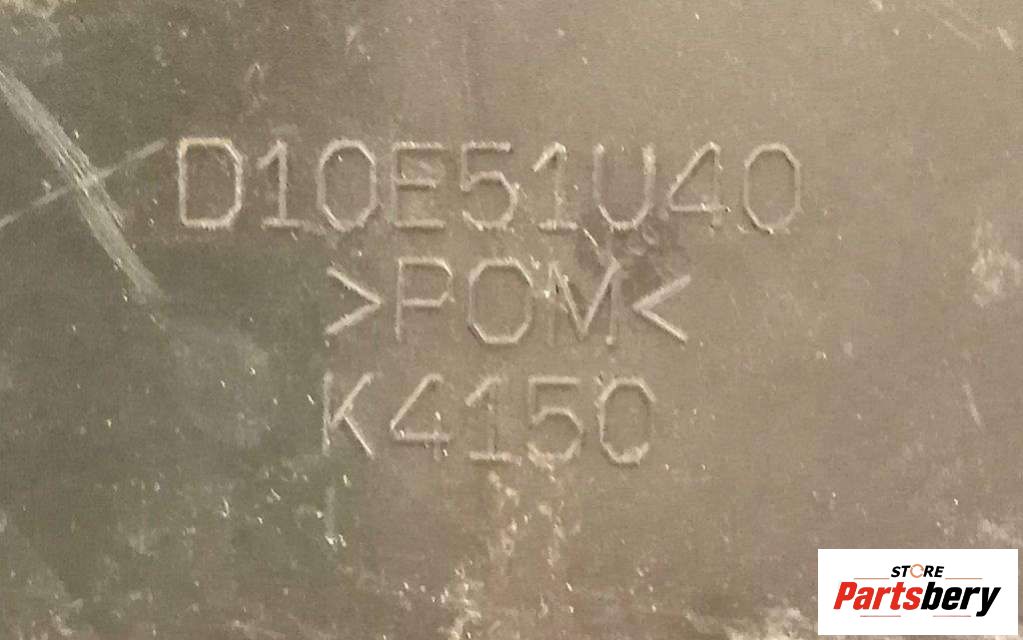 D10E51U40
>POM<
K4150
STORE
Partsbery